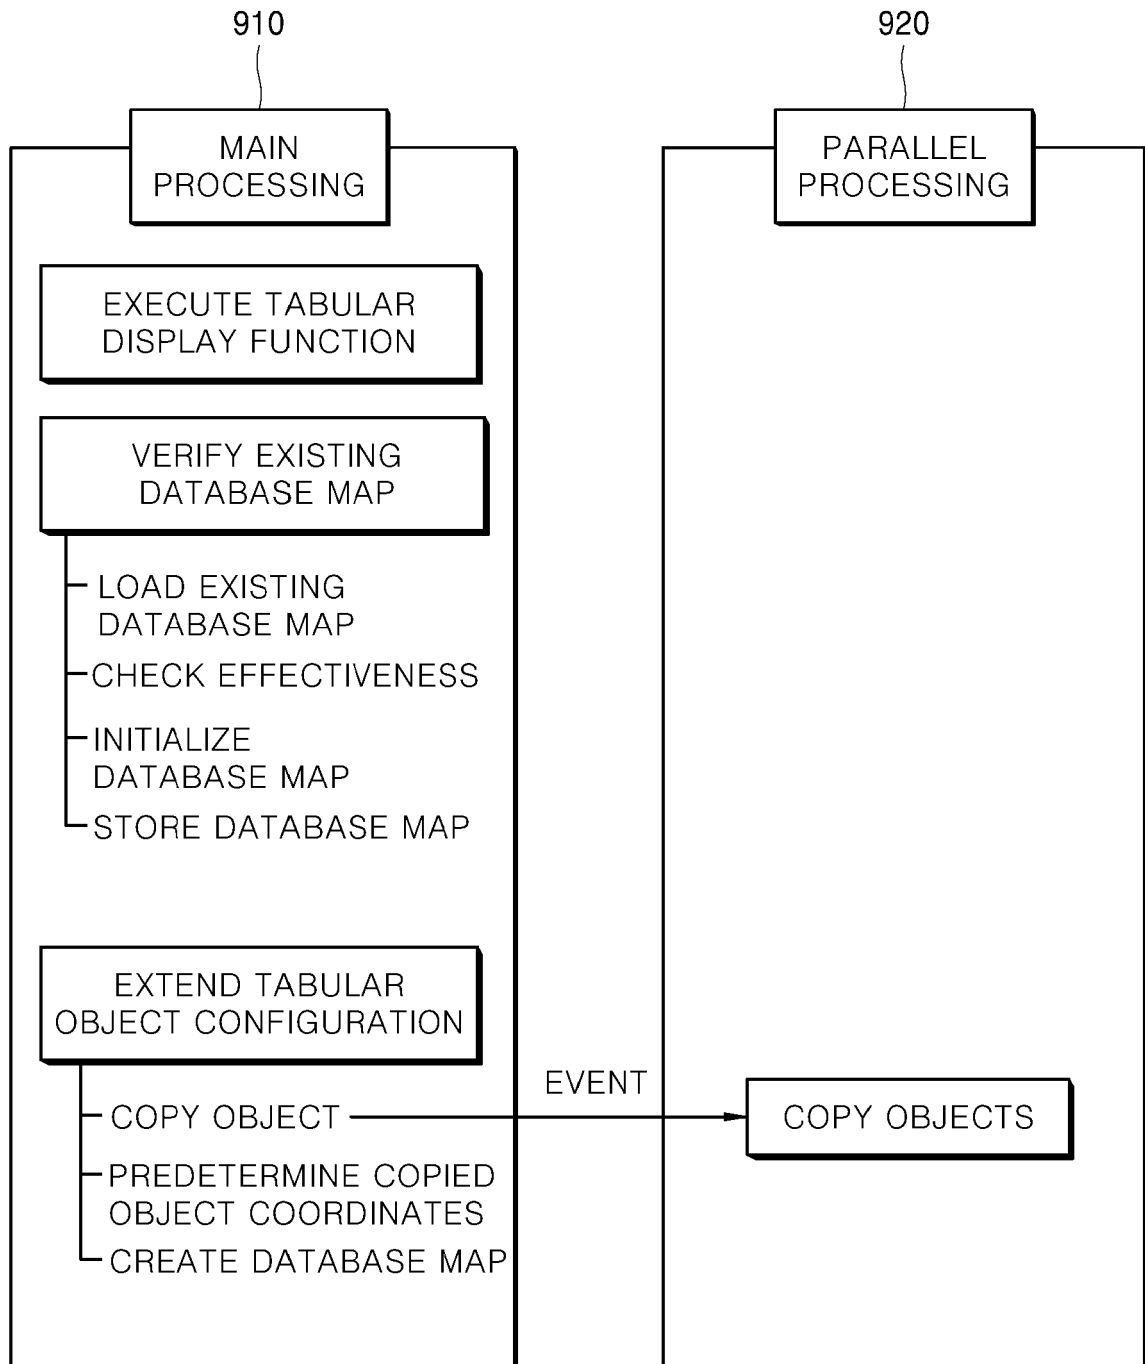 910
920
MAIN
PROCESSING
PARALLEL
PROCESSING
EXECUTE TABULAR
DISPLAY FUNCTION
VERIFY EXISTING
DATABASE MAP
LOAD EXISTING
DATABASE MAP
CHECK EFFECTIVENESS
INITIALIZE
DATABASE MAP
STORE DATABASE MAP
EXTEND TABULAR
OBJECT CONFIGURATION
COPY OBJECT
EVENT
COPY OBJECTS
PREDETERMINE COPIED
OBJECT COORDINATES
CREATE DATABASE MAP